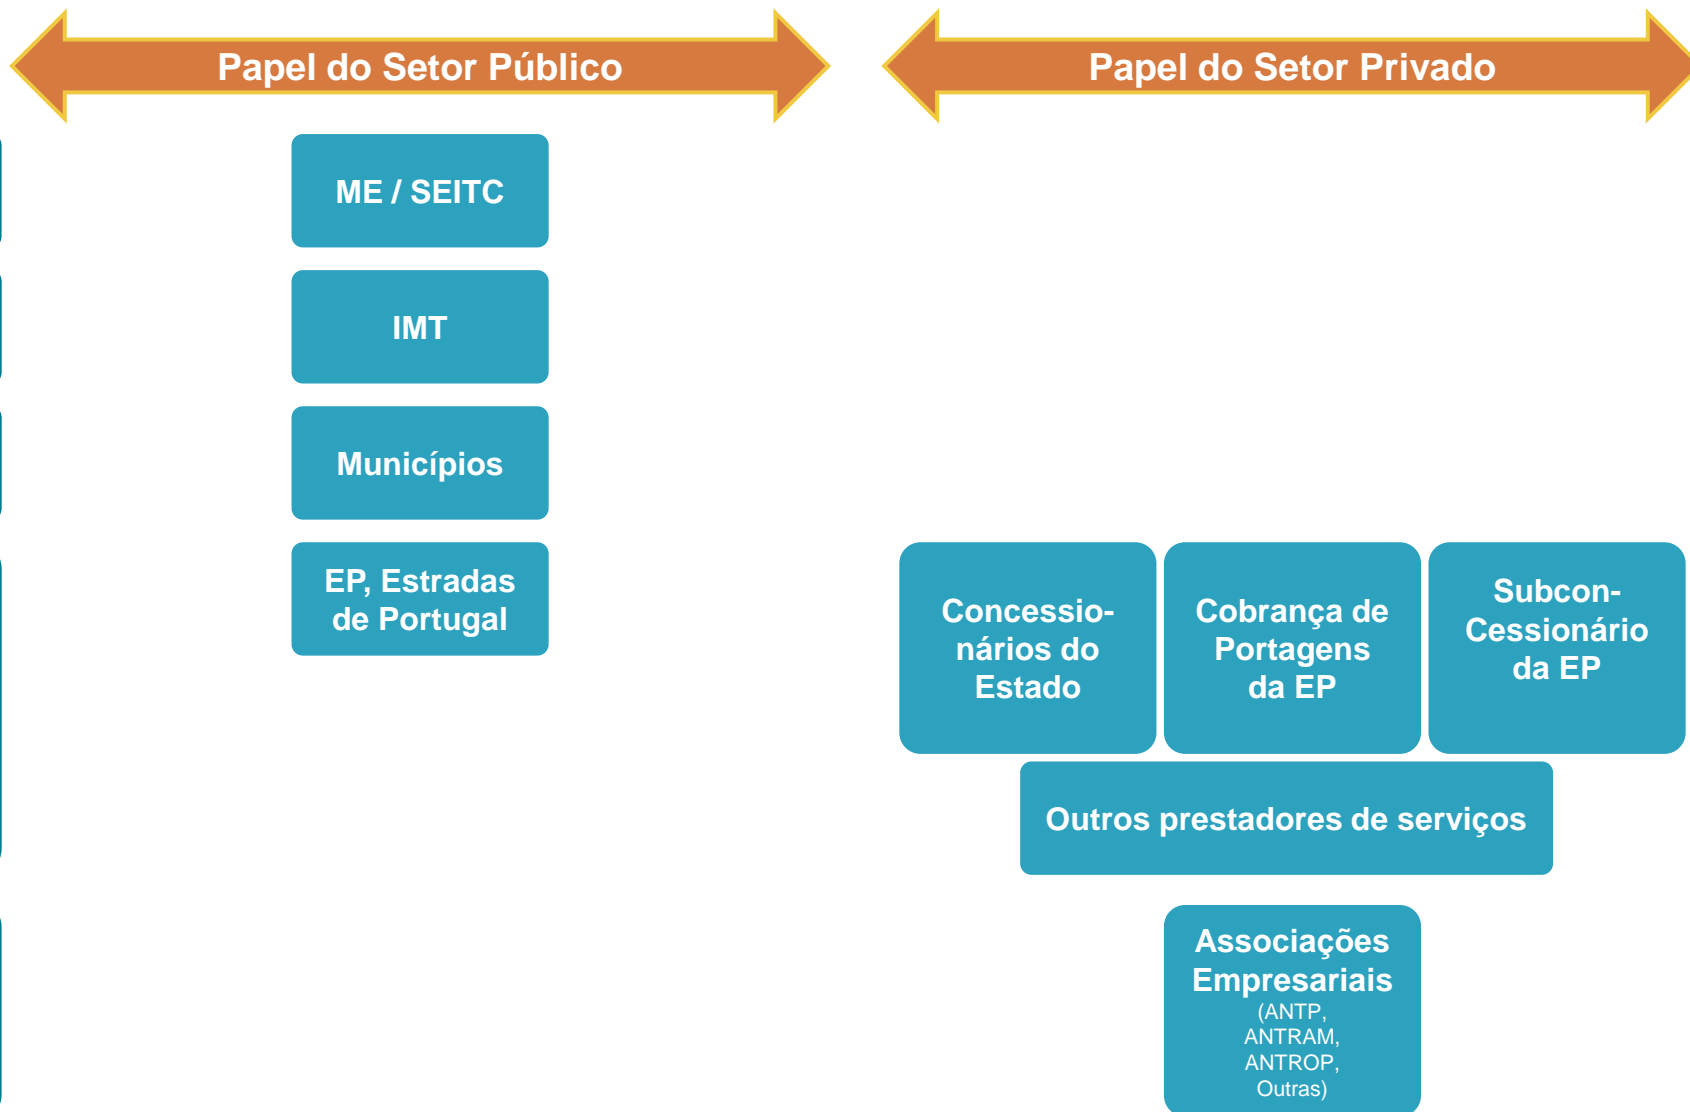 Papel do Setor Público
Papel do Setor Privado
ME / SEITC
IMT
Municípios
EP, Estradas
de Portugal
Concessio-
nários do
Estado
Cobrança de
Portagens
da EP
Subcon-
Cessionário
da EP
Outros prestadores de serviços
Associações
Empresariais
(ANTP,
ANTRAM,
ANTROP,
Outras)